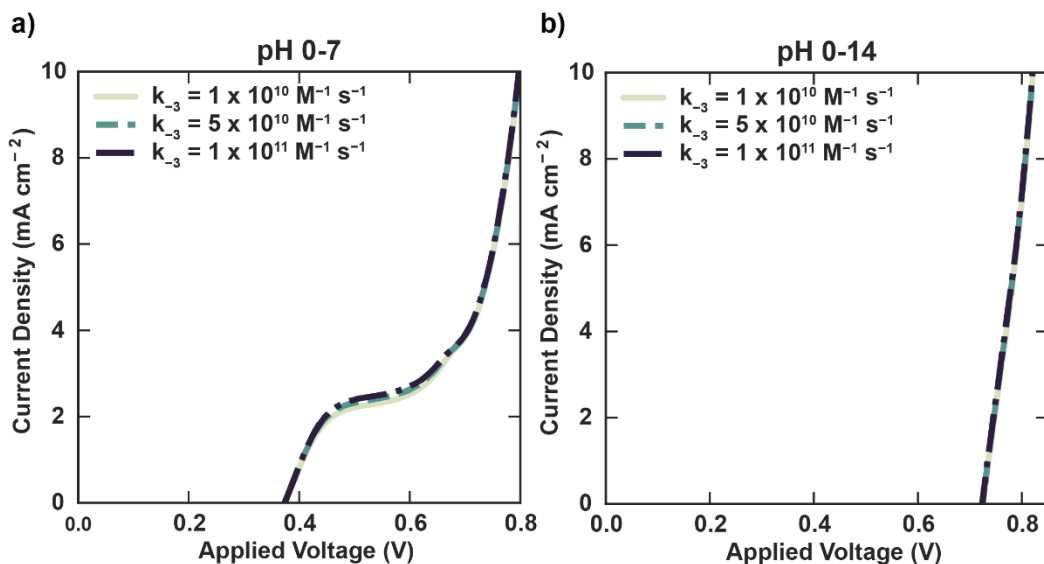 a)
pH 0-7
10
8
6
4
2
0
Current Density (mA cm⁻²)
k₋₃ = 1 x 10¹⁰ M⁻¹ s⁻¹
k₋₃ = 5 x 10¹⁰ M⁻¹ s⁻¹
k₋₃ = 1 x 10¹¹ M⁻¹ s⁻¹
0.0 0.2 0.4 0.6 0.8
Applied Voltage (V)
b)
pH 0-14
10
8
6
4
2
0
Current Density (mA cm⁻²)
k₋₃ = 1 x 10¹⁰ M⁻¹ s⁻¹
k₋₃ = 5 x 10¹⁰ M⁻¹ s⁻¹
k₋₃ = 1 x 10¹¹ M⁻¹ s⁻¹
0.0 0.2 0.4 0.6 0.8
Applied Voltage (V)